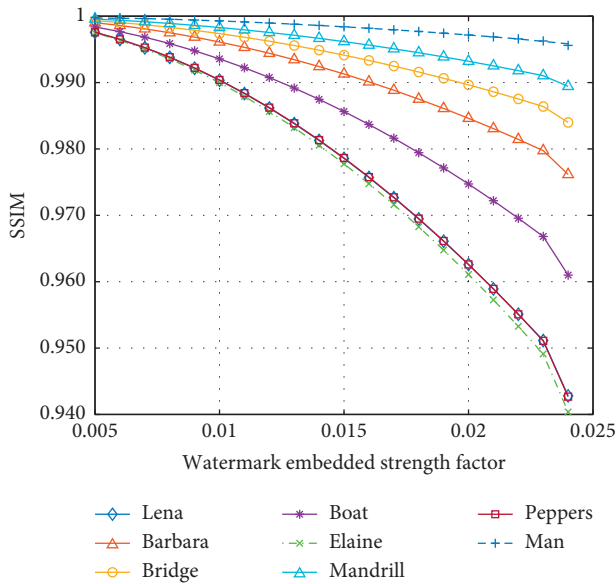 1
0.990
0.980
0.970
0.960
0.950
0.940
SSIM
0.005
0.01
0.015
0.02
0.025
Watermark embedded strength factor
Lena
Barbara
Bridge
Boat
Elaine
Mandrill
Peppers
Man